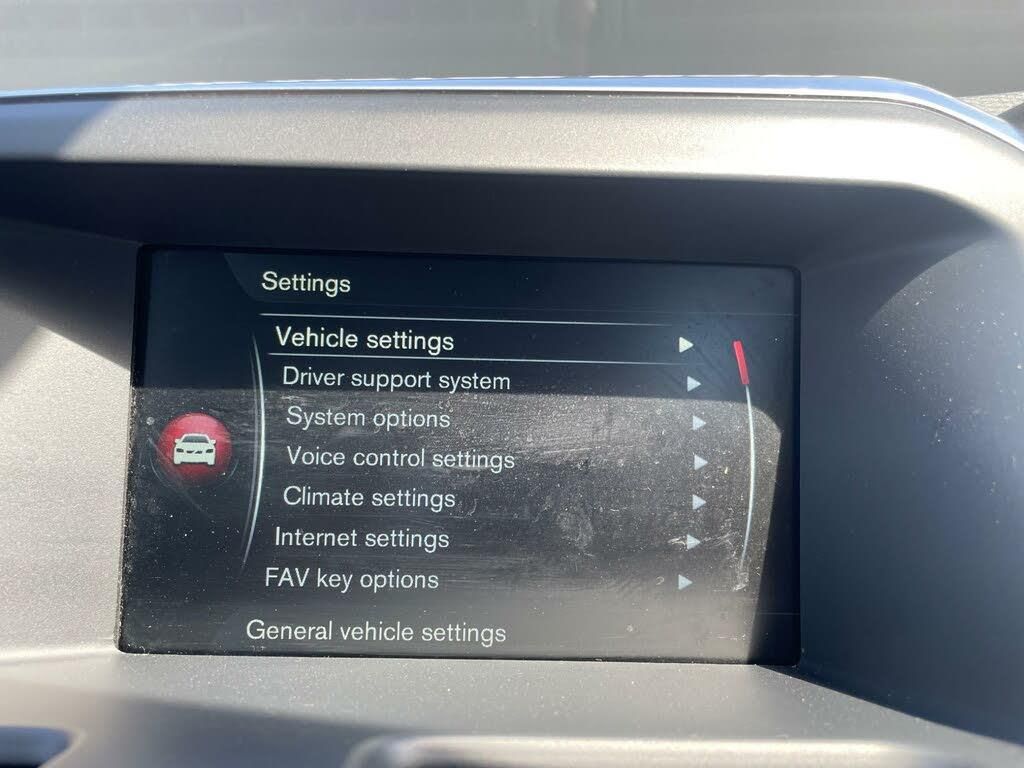 Settings
Vehicle settings
Driver support system
System options
Voice control settings
Climate settings
Internet settings
FAV key options
General vehicle settings